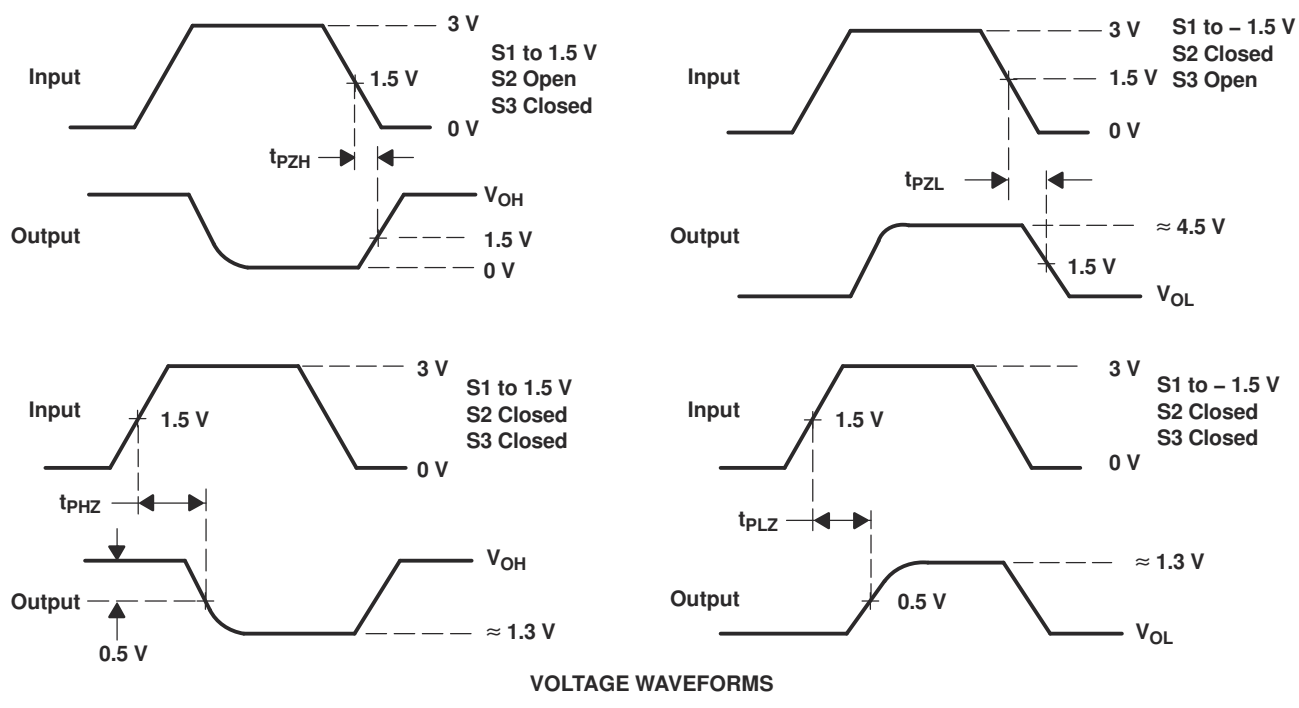 3 V
S1 to 1.5 V
S2 Open
S3 Closed
Input
1.5 V
0 V
tPZH
VOH
Output
1.5 V
0 V
3 V
S1 to – 1.5 V
S2 Closed
S3 Open
Input
1.5 V
0 V
tPZL
Output
≈ 4.5 V
1.5 V
VOL
3 V
S1 to 1.5 V
S2 Closed
S3 Closed
Input
1.5 V
0 V
tPHZ
VOH
Output
≈ 1.3 V
0.5 V
3 V
S1 to – 1.5 V
S2 Closed
S3 Closed
Input
1.5 V
0 V
tPLZ
≈ 1.3 V
Output
0.5 V
VOL
VOLTAGE WAVEFORMS